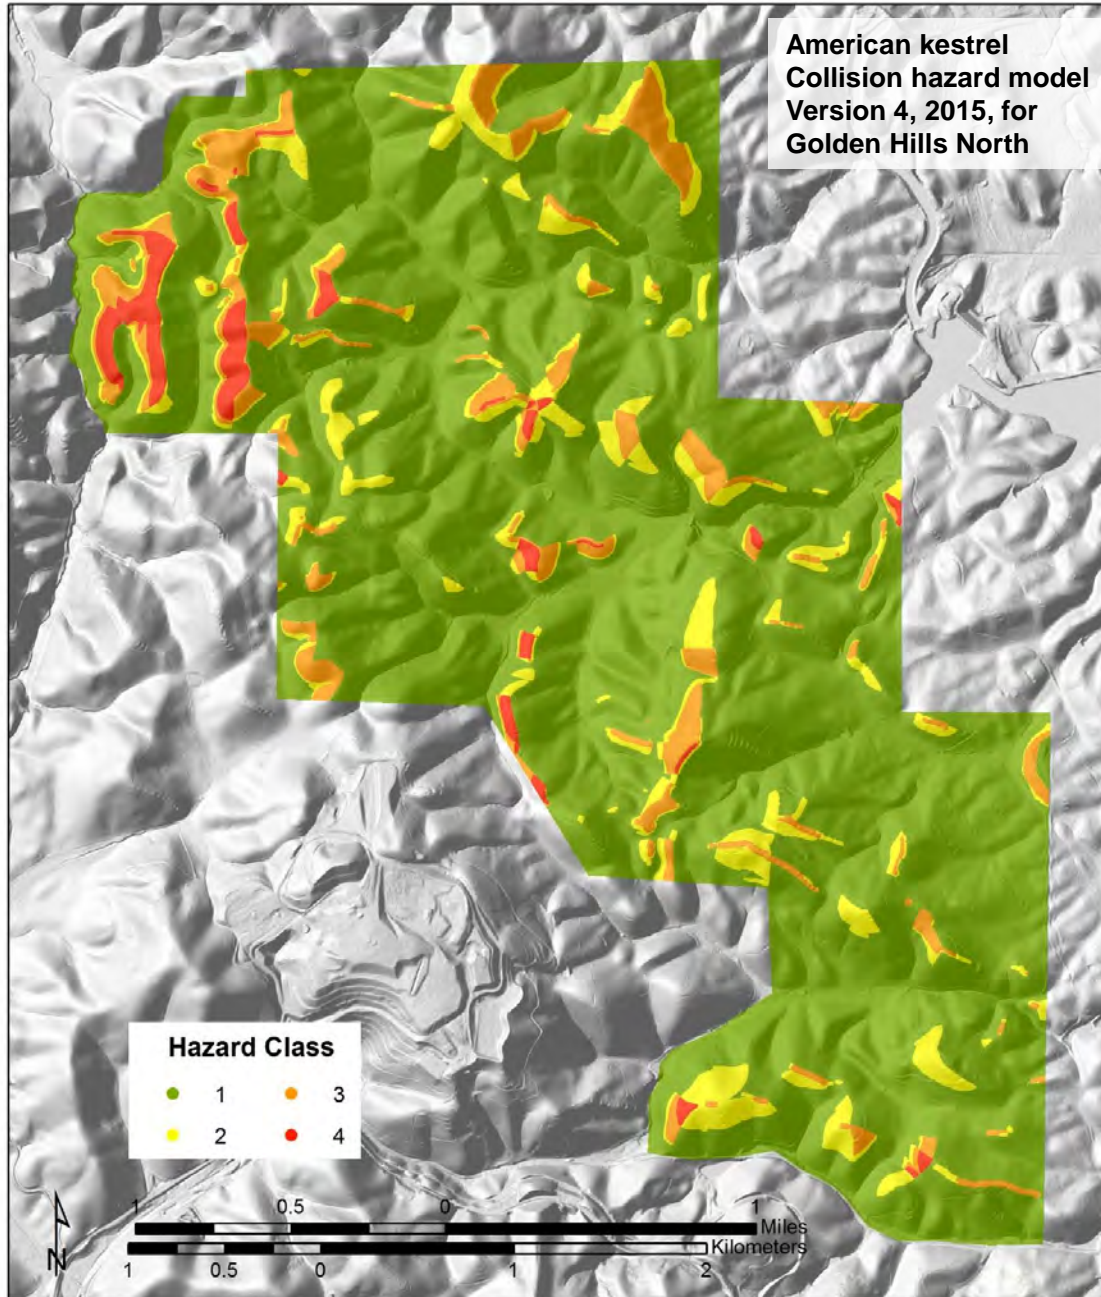 American kestrel
Collision hazard model
Version 4, 2015, for
Golden Hills North
Hazard Class
1 3
2 4
N
1 0.5 0 1
Miles
Kilometers
1 0.5 0 1 2